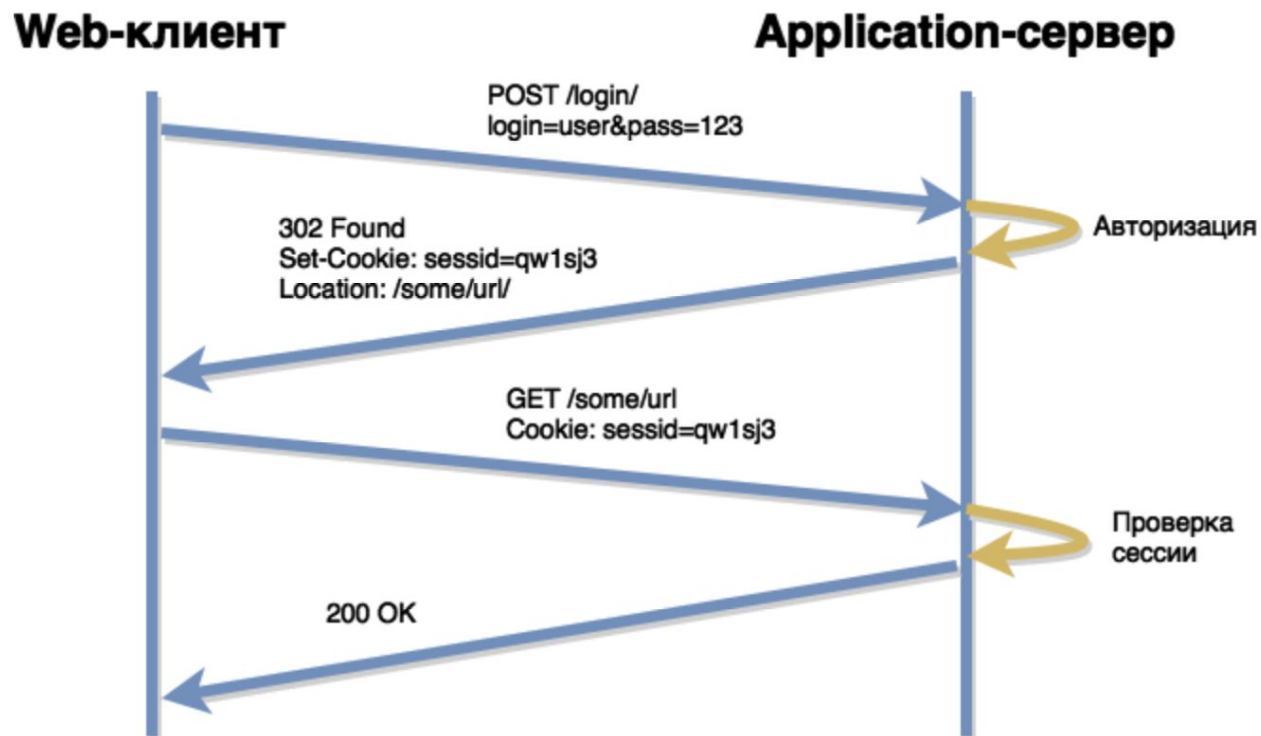 Web-клиент
Application-сервер
POST /login/
login=user&pass=123
Авторизация
302 Found
Set-Cookie: sessid=qw1sj3
Location: /some/url/
GET /some/url
Cookie: sessid=qw1sj3
Проверка
сессии
200 OK